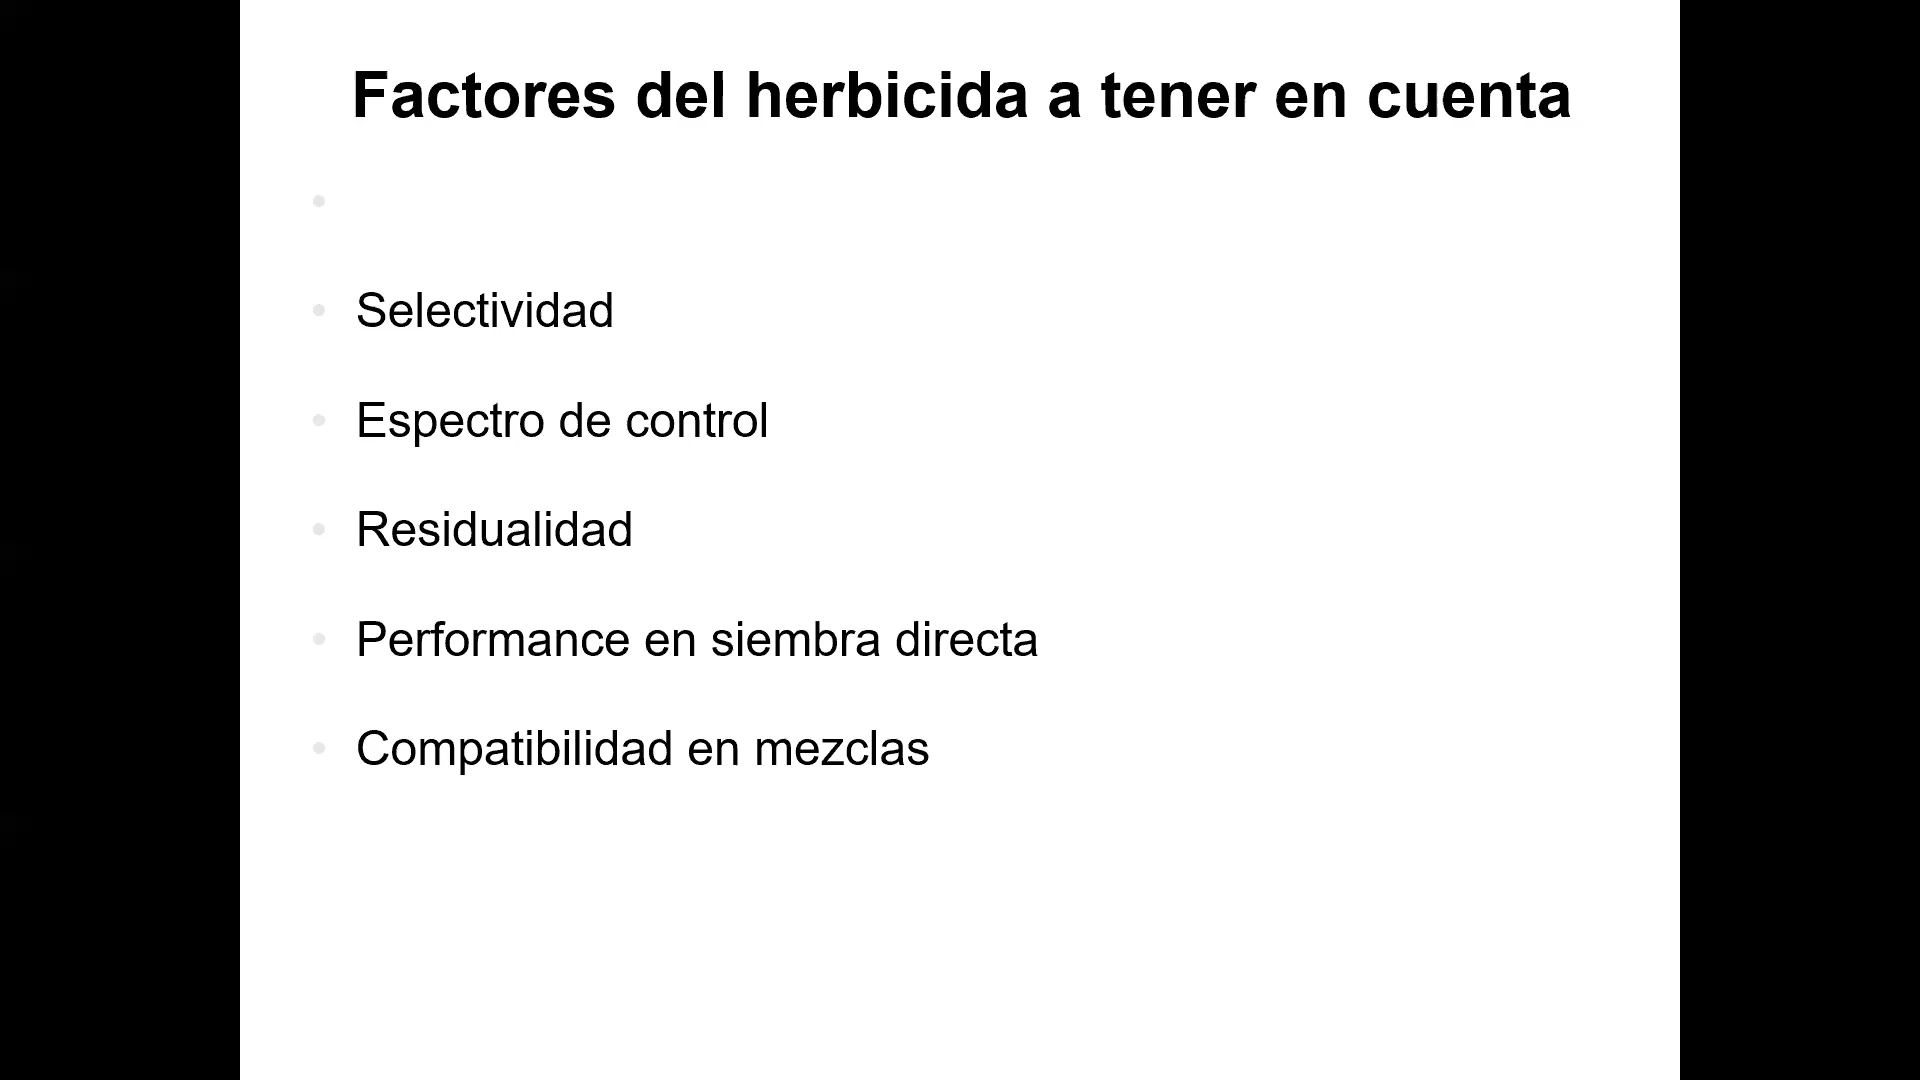 Factores del herbicida a tener en cuenta
Selectividad
Espectro de control
Residualidad
Performance en siembra directa
Compatibilidad en mezclas